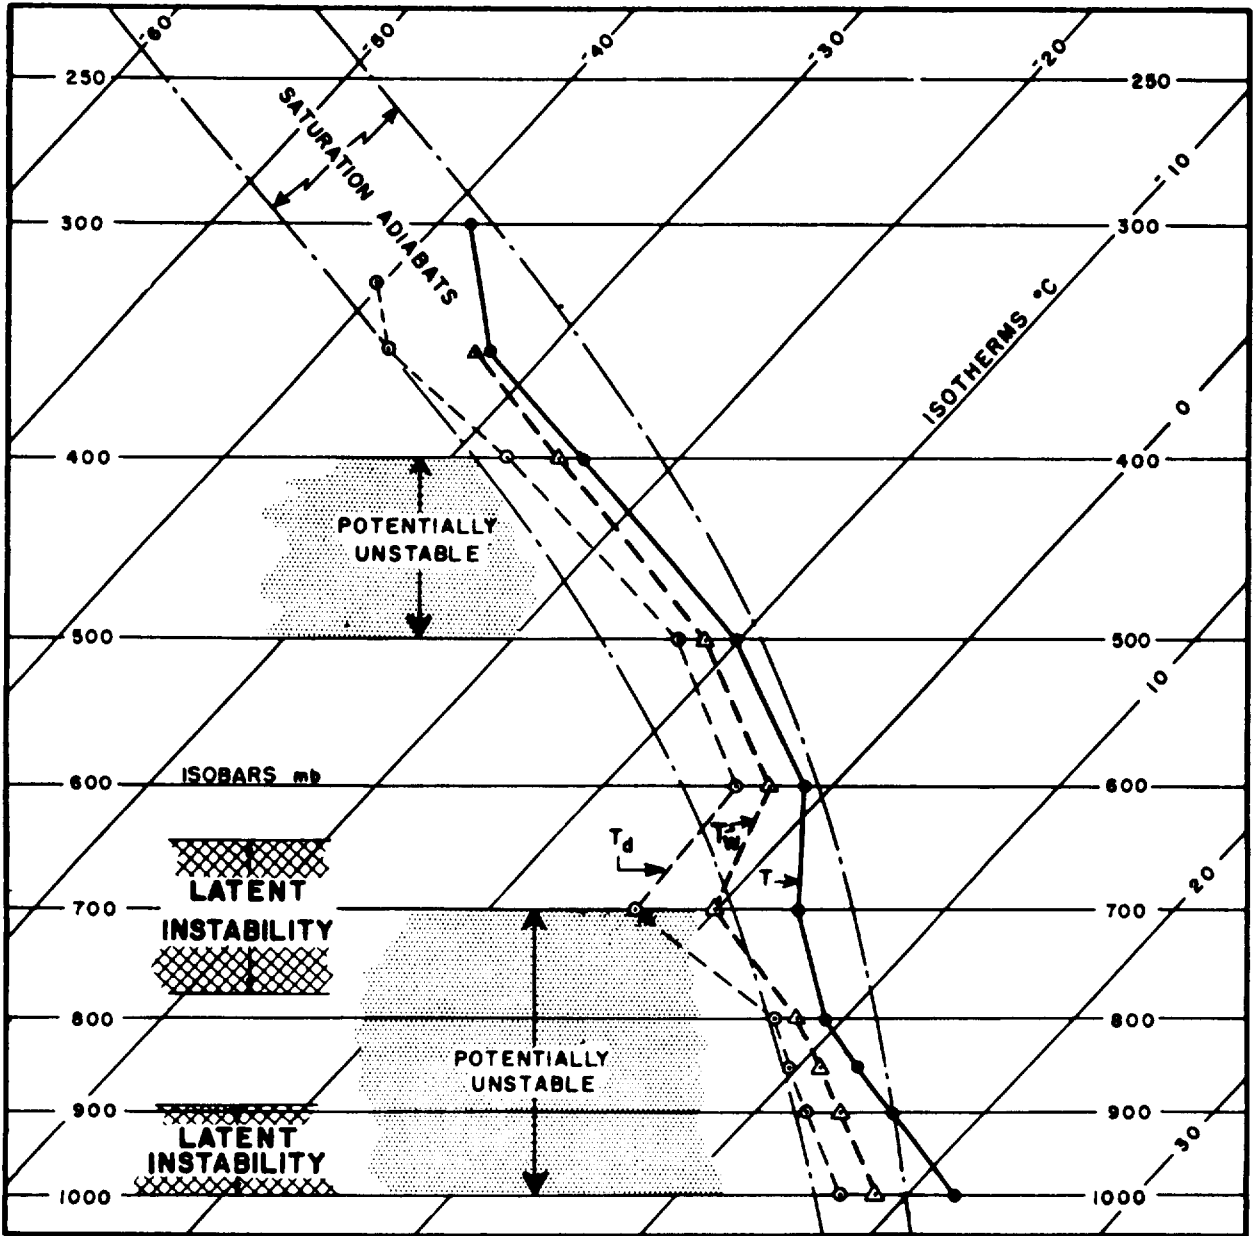 -60
-50
-40
-30
-20
250
250
SATURATION ADIABATS
-10
300
300
ISOTHERMS °C
0
400
400
POTENTIALLY
UNSTABLE
500
500
10
600
ISOBARS mb
600
Td
Tw
T
LATENT
INSTABILITY
20
700
700
800
800
POTENTIALLY
UNSTABLE
900
900
LATENT
INSTABILITY
30
1000
1000